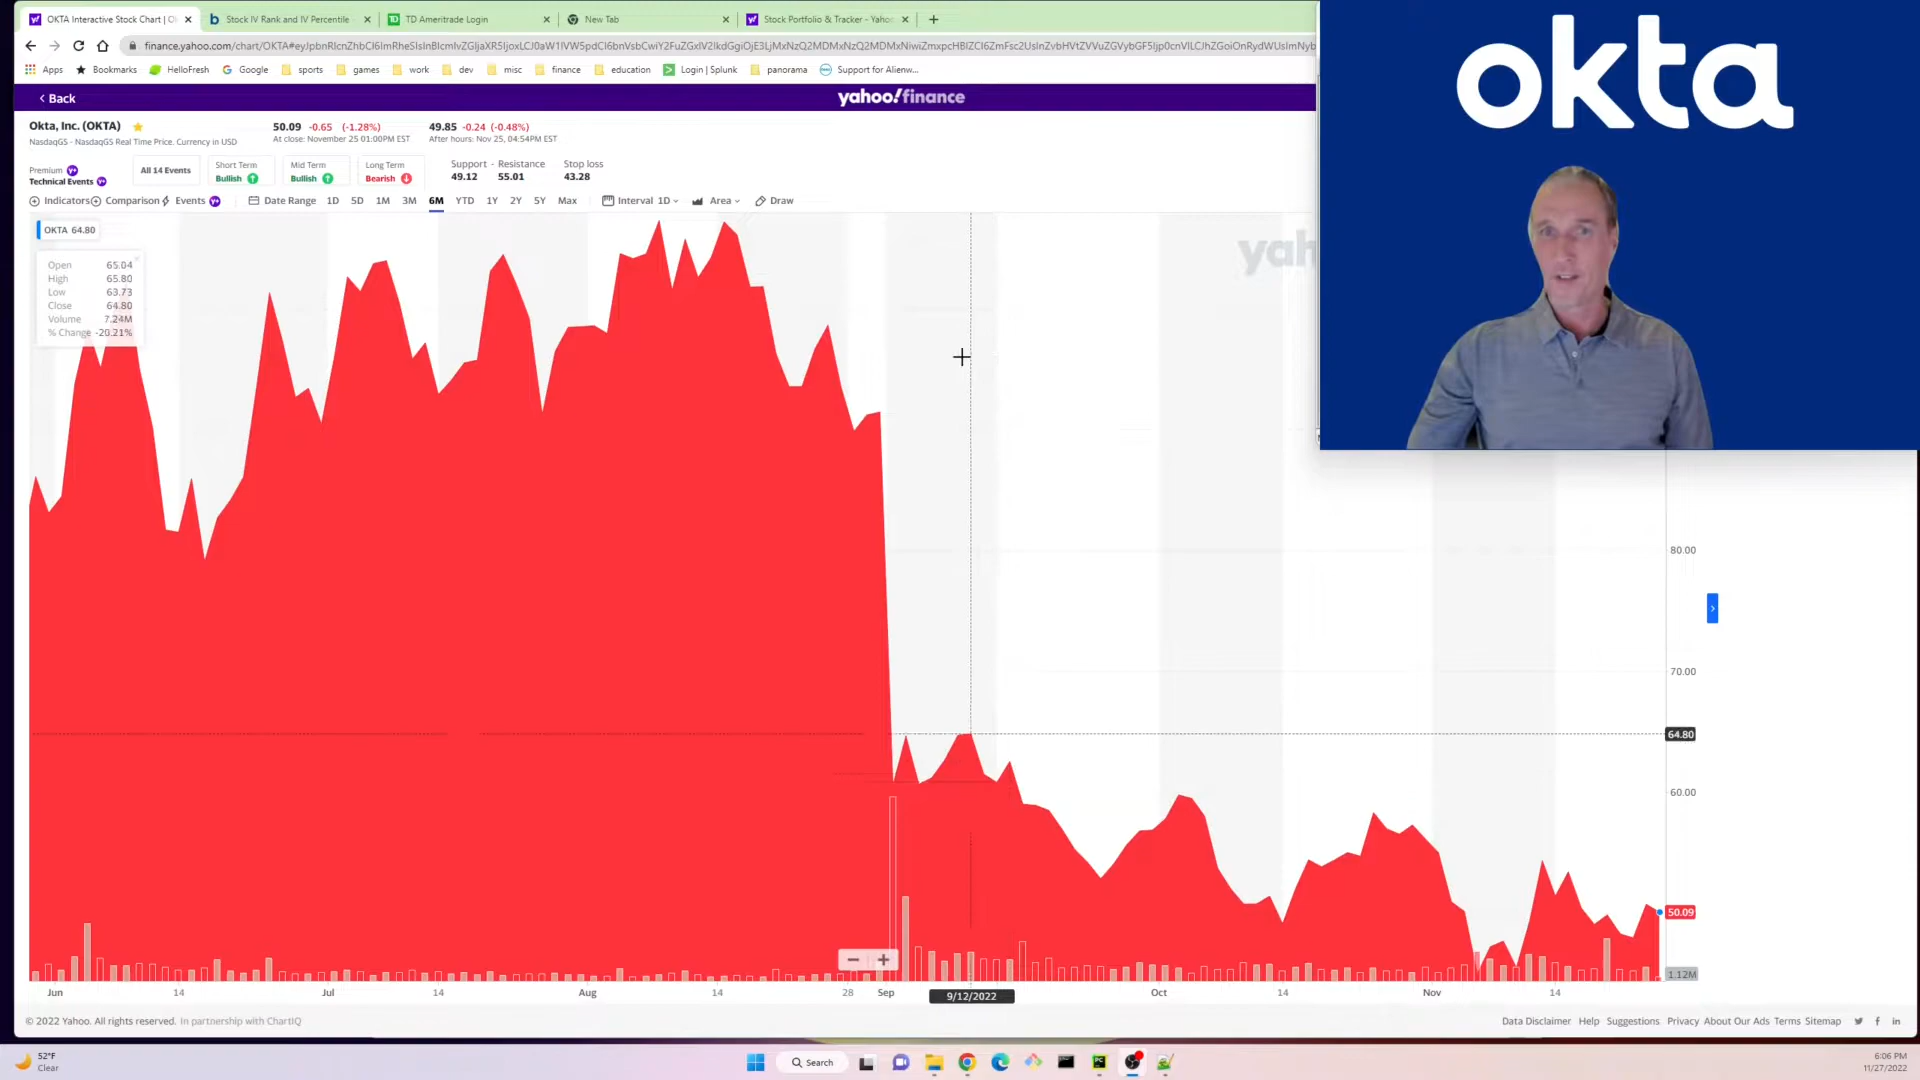 OKTA Interactive Stock Chart | O
Stock IV Rank and IV Percentile
TD Ameritrade Login
New Tab
Stock Portfolio & Tracker - Yahoo
Apps
Bookmarks
HelloFresh
Google
sports
games
work
dev
misc
finance
education
Login | Splunk
panorama
Support for Alienw...
okta
Back
yahoo!finance
Okta, Inc. (OKTA)
NasdaqGS - NasdaqGS Real Time Price. Currency in USD
50.09 -0.65 (-1.28%)
At close: November 25 01:00PM EST
49.85 -0.24 (-0.48%)
After hours: Nov 25, 04:54PM EST
Premium
Technical Events
All 14 Events
Short Term
Bullish
Mid Term
Bullish
Long Term
Bearish
Support - Resistance
49.12 55.01
Stop loss
43.28
Indicators
Comparison
Events
Date Range
1D 5D 1M 3M 6M YTD 1Y 2Y 5Y Max
Interval 1D
Area
Draw
OKTA 64.80
Open 65.04
High 65.80
Low 63.73
Close 64.80
Volume 7.24M
% Change -20.21%
yah
80.00
70.00
64.80
60.00
50.09
1.12M
Jun 14 Jul 14 Aug 14 28 Sep 9/12/2022 Oct 14 Nov 14
© 2022 Yahoo. All rights reserved. In partnership with ChartIQ
Data Disclaimer Help Suggestions Privacy About Our Ads Terms Sitemap
52°F
Clear
Search
6:06 PM
11/27/2022